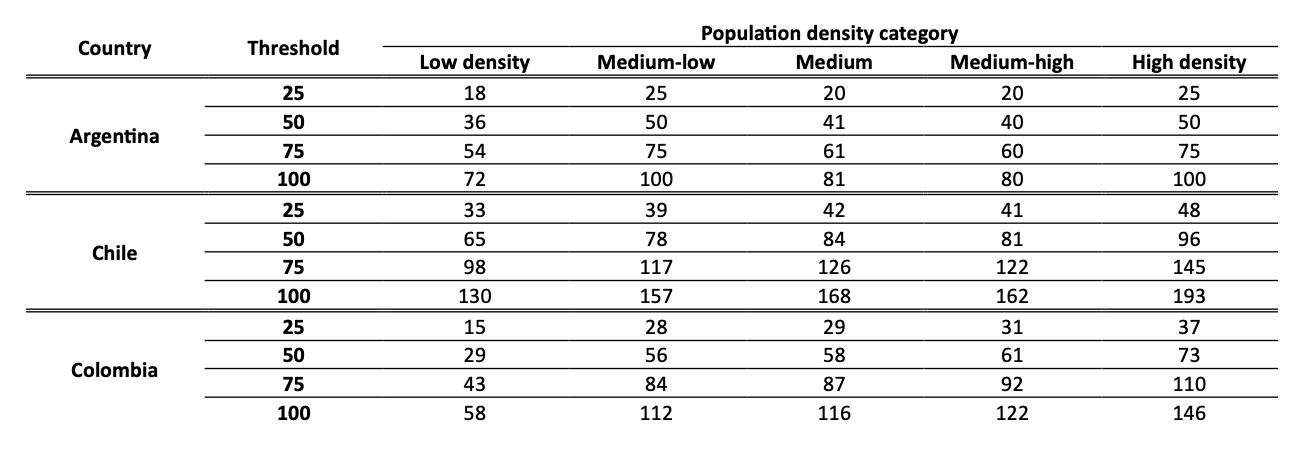 Population density category
Country Threshold
Low density Medium-low Medium Medium-high High density
25 18 25 20 20 25
50 36 50 41 40 50
Argentina
75 54 75 61 60 75
100 72 100 81 80 100
25 33 39 42 41 48
50 65 78 84 81 96
Chile
75 98 117 126 122 145
100 130 157 168 162 193
25 15 28 29 31 37
50 29 56 58 61 73
Colombia
75 43 84 87 92 110
100 58 112 116 122 146